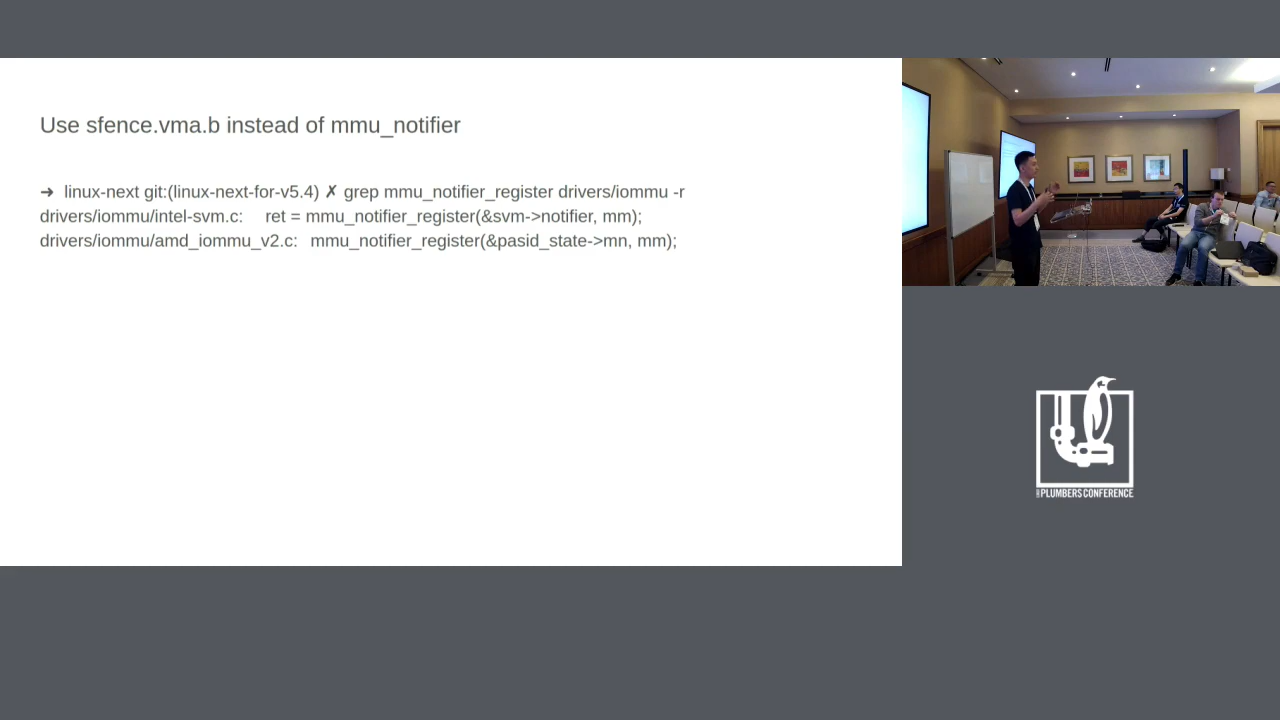 Use sfence.vma.b instead of mmu_notifier
➜ linux-next git:(linux-next-for-v5.4) ✗ grep mmu_notifier_register drivers/iommu -r
drivers/iommu/intel-svm.c: ret = mmu_notifier_register(&svm->notifier, mm);
drivers/iommu/amd_iommu_v2.c: mmu_notifier_register(&pasid_state->mn, mm);
PLUMBERS CONFERENCE